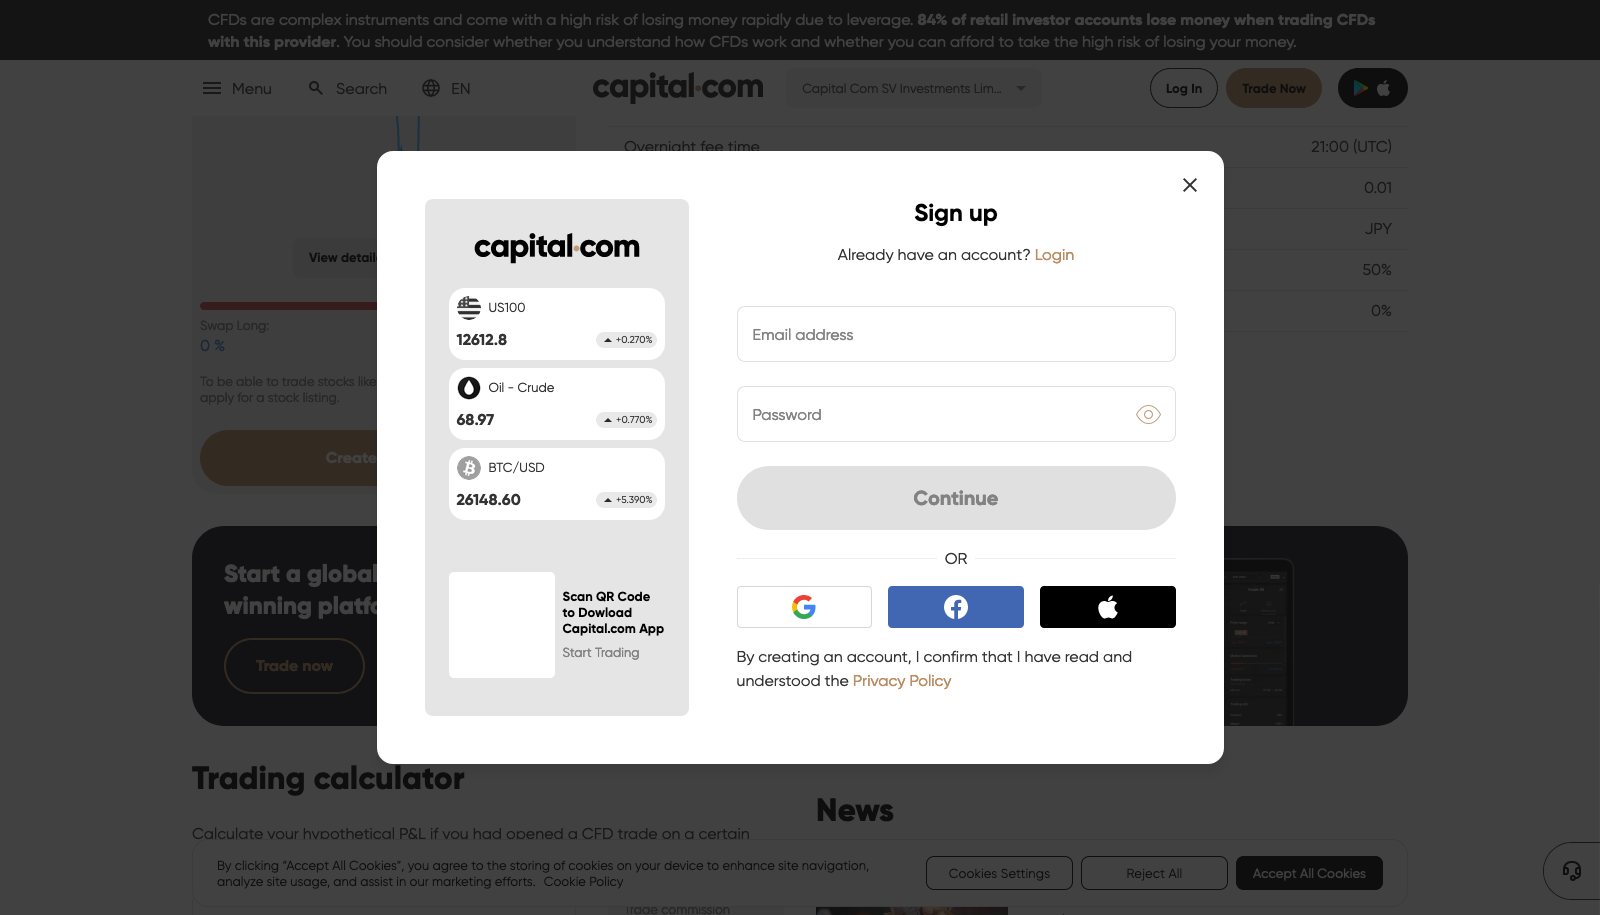 CFDs are complex instruments and come with a high risk of losing money rapidly due to leverage. 84% of retail investor accounts lose money when trading CFDs
with this provider. You should consider whether you understand how CFDs work and whether you can afford to take the high risk of losing your money.
Menu
Search
EN
capital.com
Capital Com SV Investments Lim...
Log In
Trade Now
Overnight fee time
21:00 (UTC)
0.01
JPY
50%
0%
View detaile
Swap Long:
0 %
To be able to trade stocks like
apply for a stock listing.
Create
Start a global
winning platfo
Trade now
capital.com
US100
12612.8
+0.270%
Oil - Crude
68.97
+0.770%
BTC/USD
26148.60
+5.390%
Scan QR Code
to Dowload
Capital.com App
Start Trading
Sign up
Already have an account? Login
Email address
Password
Continue
OR
By creating an account, I confirm that I have read and
understood the Privacy Policy
Trading calculator
Calculate your hypothetical P&L if you had opened a CFD trade on a certain
News
By clicking “Accept All Cookies”, you agree to the storing of cookies on your device to enhance site navigation,
analyze site usage, and assist in our marketing efforts. Cookie Policy
Cookies Settings
Reject All
Accept All Cookies
Trade commission